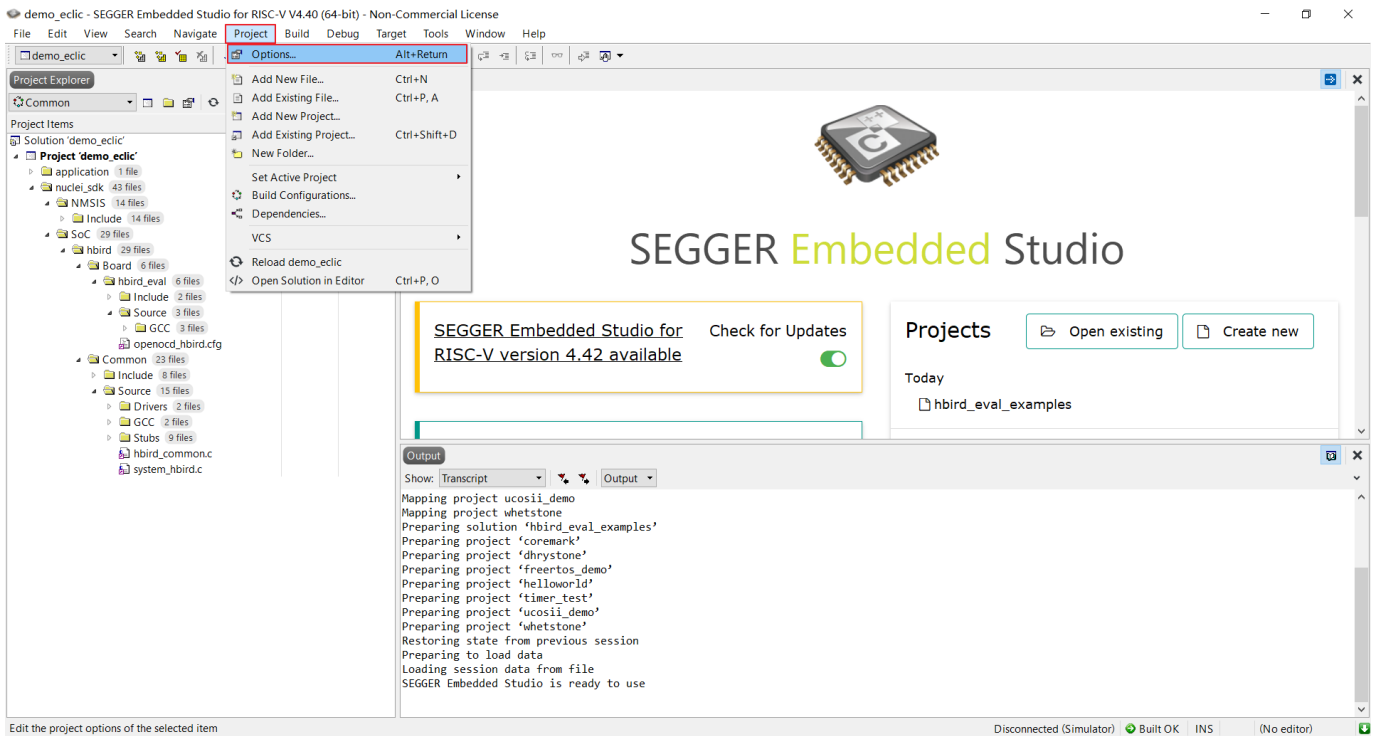 demo_eclic - SEGGER Embedded Studio for RISC-V V4.40 (64-bit) - Non-Commercial License
File Edit View Search Navigate Project Build Debug Target Tools Window Help
demo_eclic
Options... Alt+Return
Add New File... Ctrl+N
Add Existing File... Ctrl+P, A
Add New Project...
Add Existing Project... Ctrl+Shift+D
New Folder...
Set Active Project
Build Configurations...
Dependencies...
VCS
Reload demo_eclic
Open Solution in Editor Ctrl+P, O
Project Explorer
Common
Project Items
Solution 'demo_eclic'
Project 'demo_eclic'
application 1 file
nuclei_sdk 43 files
NMSIS 14 files
Include 14 files
SoC 29 files
hbird 29 files
Board 6 files
hbird_eval 6 files
Include 2 files
Source 3 files
GCC 3 files
openocd_hbird.cfg
Common 23 files
Include 8 files
Source 15 files
Drivers 2 files
GCC 2 files
Stubs 9 files
hbird_common.c
system_hbird.c
C
SEGGER Embedded Studio
SEGGER Embedded Studio for
RISC-V version 4.42 available
Check for Updates
Projects
Open existing
Create new
Today
hbird_eval_examples
Output
Show: Transcript Output
Mapping project ucosii_demo
Mapping project whetstone
Preparing solution ‘hbird_eval_examples’
Preparing project ‘coremark’
Preparing project ‘dhrystone’
Preparing project ‘freertos_demo’
Preparing project ‘helloworld’
Preparing project ‘timer_test’
Preparing project ‘ucosii_demo’
Preparing project ‘whetstone’
Restoring state from previous session
Preparing to load data
Loading session data from file
SEGGER Embedded Studio is ready to use
Edit the project options of the selected item
Disconnected (Simulator) Built OK INS (No editor)